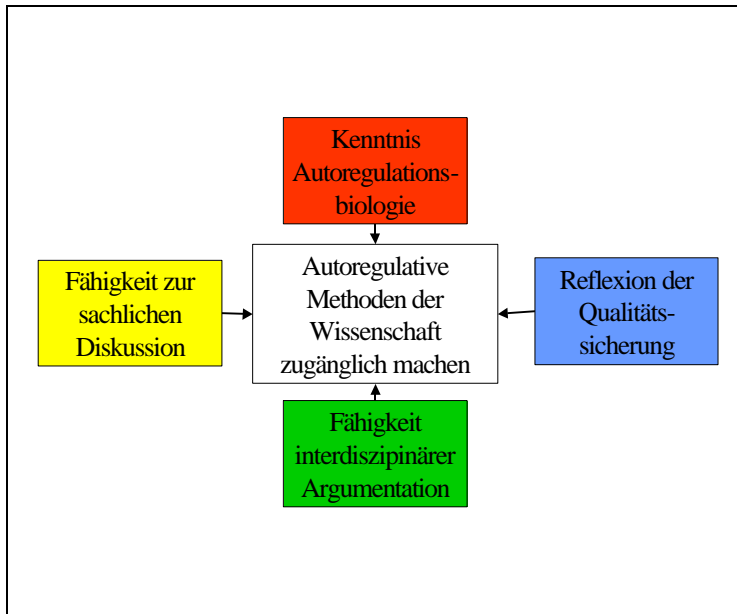 Kenntnis
Autoregulations-
biologie
Fähigkeit zur
sachlichen
Diskussion
Autoregulative
Methoden der
Wissenschaft
zugänglich machen
Reflexion der
Qualitäts-
sicherung
Fähigkeit
interdiszipinärer
Argumentation